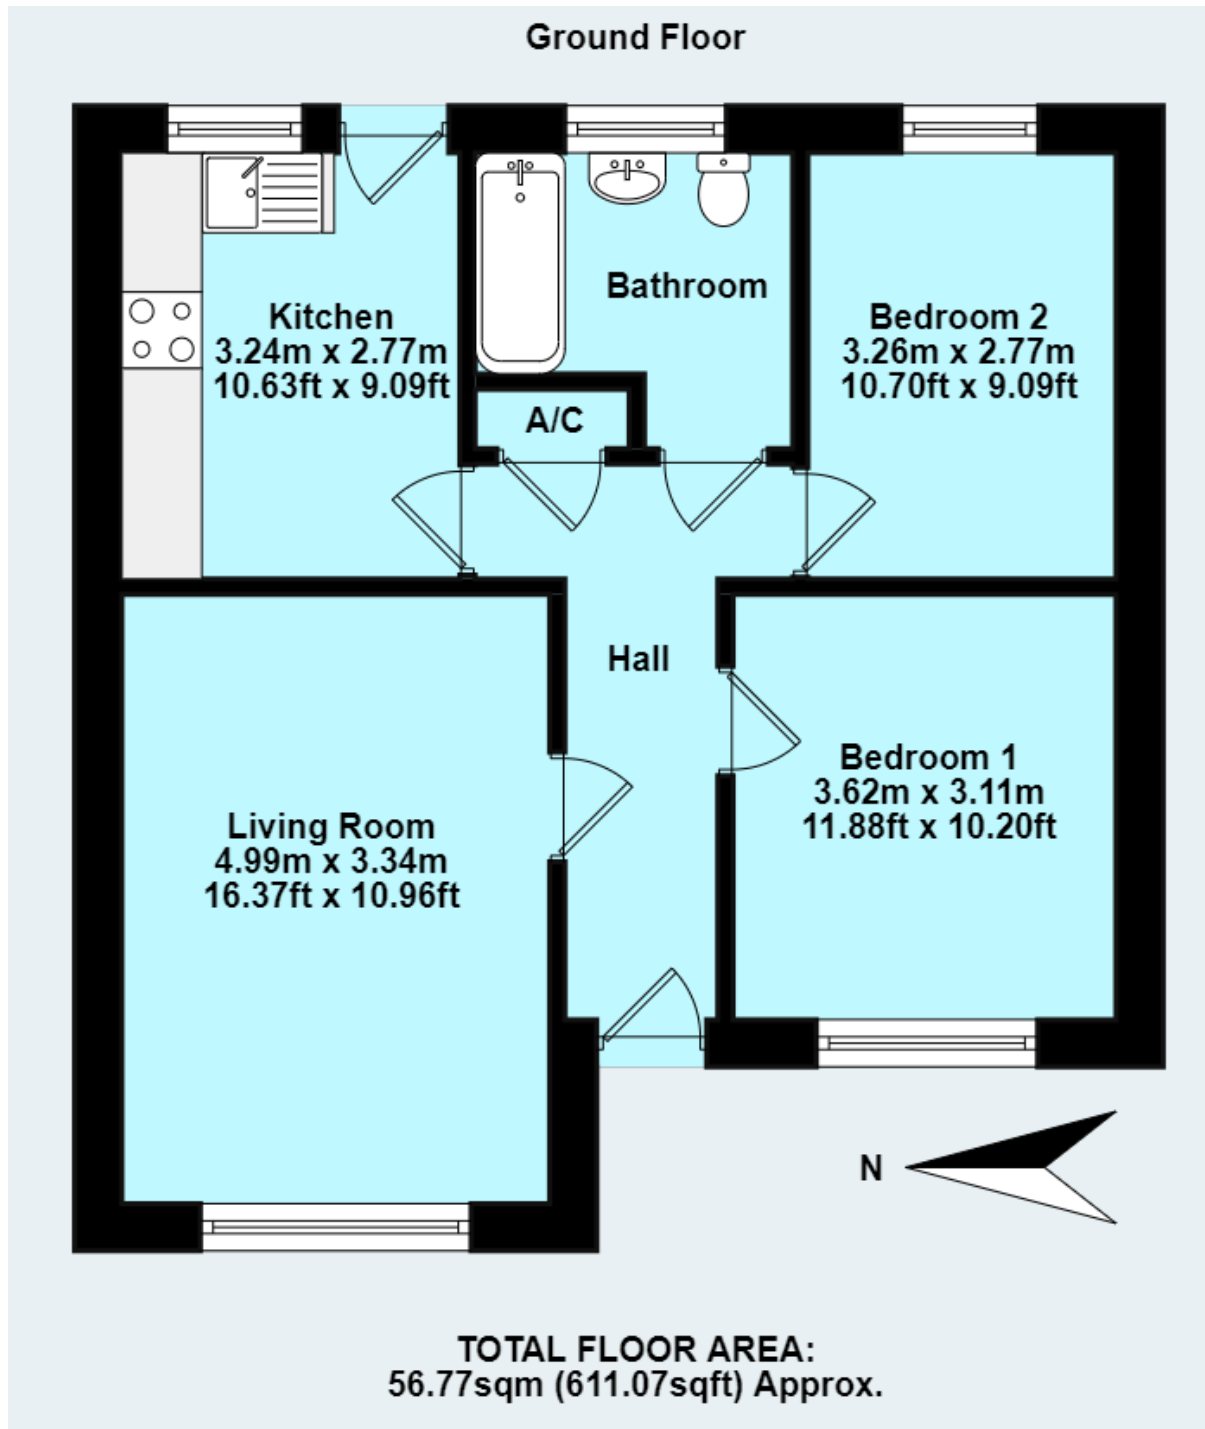 Ground Floor
Kitchen
3.24m x 2.77m
10.63ft x 9.09ft
Bathroom
A/C
Bedroom 2
3.26m x 2.77m
10.70ft x 9.09ft
Hall
Living Room
4.99m x 3.34m
16.37ft x 10.96ft
Bedroom 1
3.62m x 3.11m
11.88ft x 10.20ft
N
TOTAL FLOOR AREA:
56.77sqm (611.07sqft) Approx.